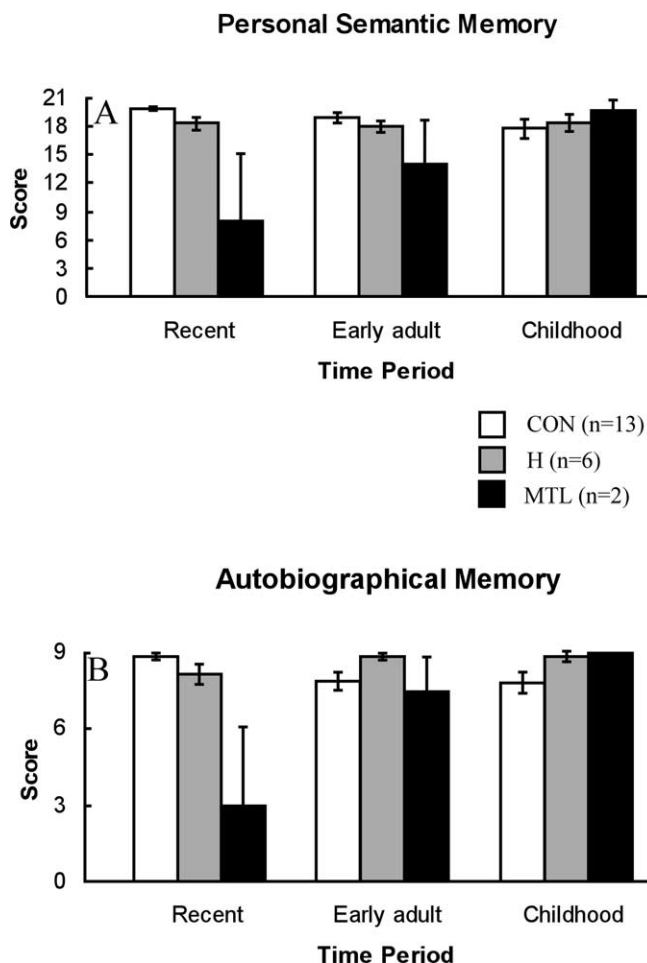 Personal Semantic Memory
A
21
18
15
12
9
6
3
0
Score
Recent Early adult Childhood
Time Period
CON (n=13)
H (n=6)
MTL (n=2)
Autobiographical Memory
B
9
6
3
0
Score
Recent Early adult Childhood
Time Period